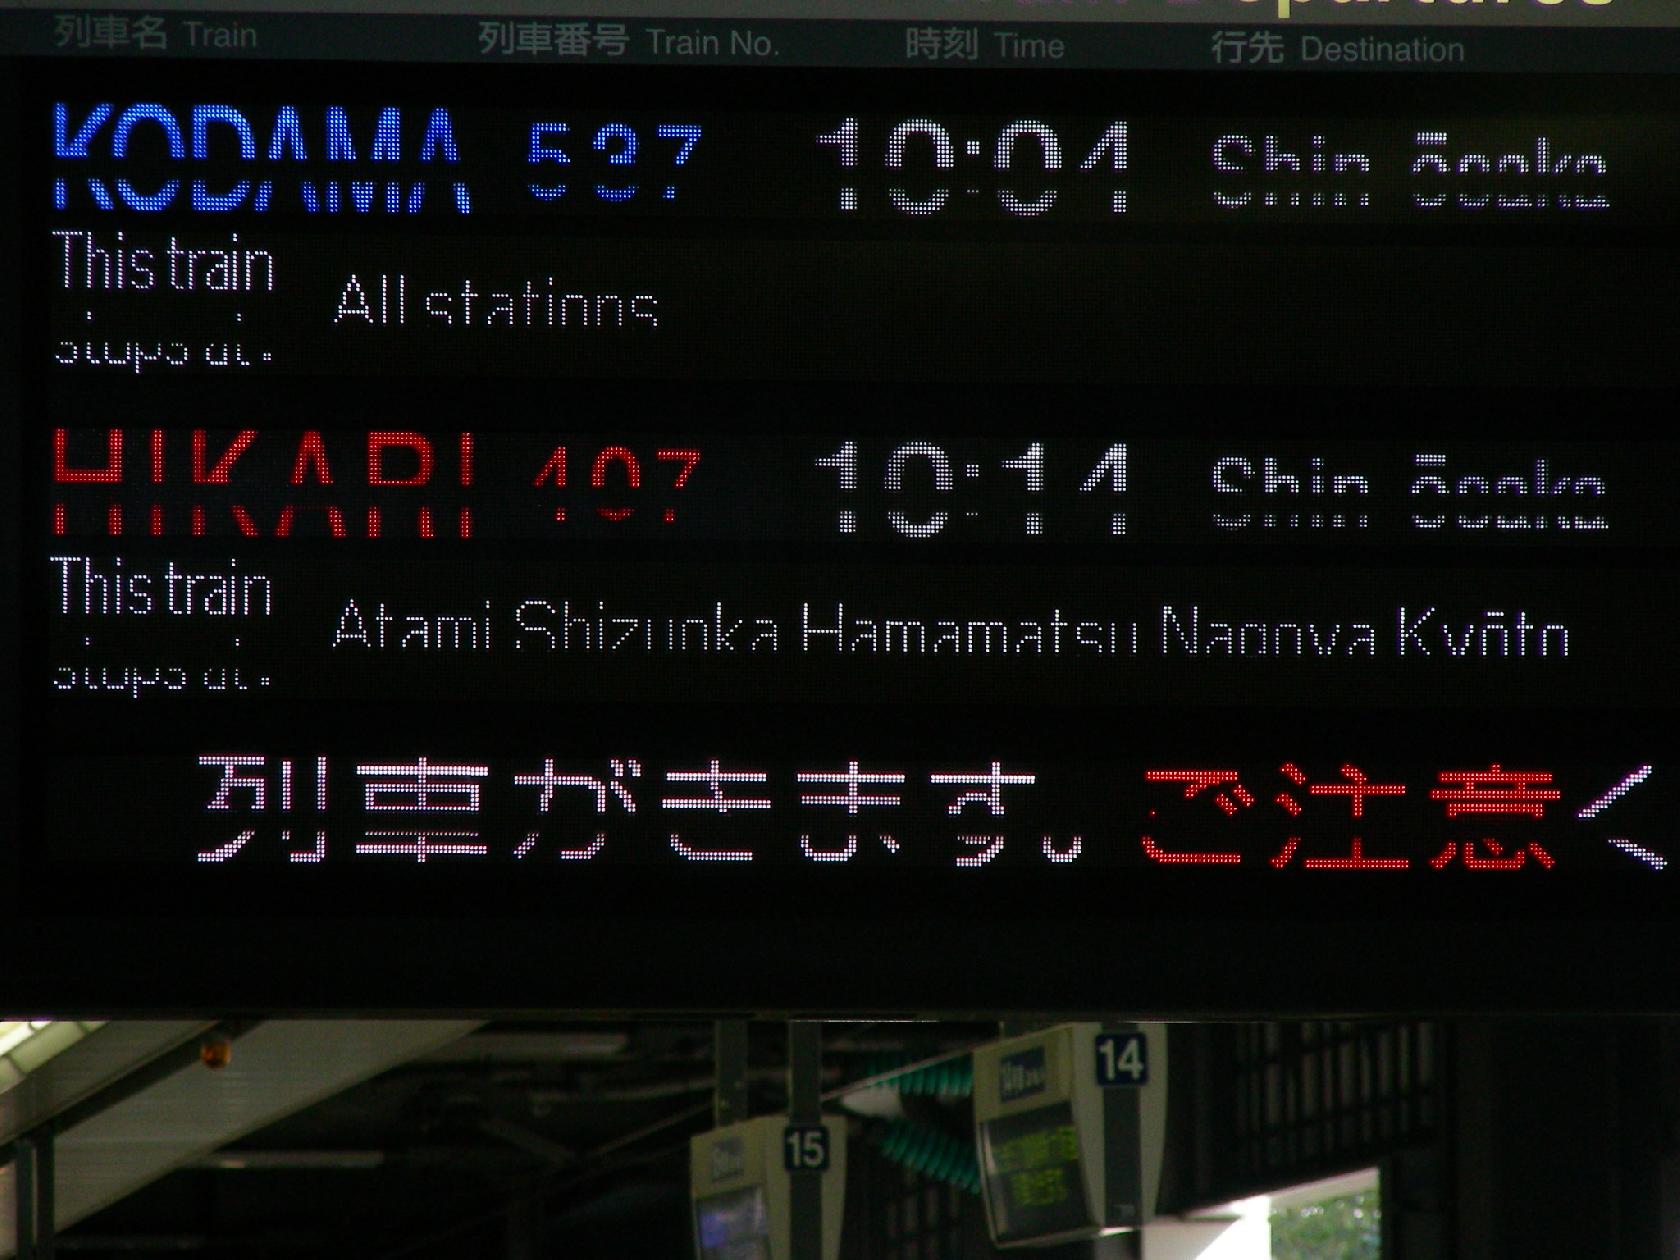 Departures
列車名 Train 列車番号 Train No. 時刻 Time 行先 Destination
KODAMA 537 10:04 Shin Ōsaka
This train stops at: All stations
HIKARI 407 10:14 Shin Ōsaka
This train stops at: Atami Shizuoka Hamamatsu Nagoya Kyōto
列車がきます。ご注意く
14
15